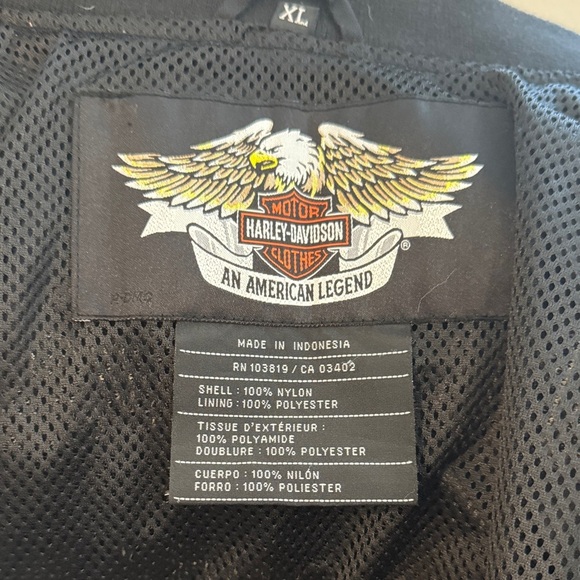 XL
MOTOR
HARLEY-DAVIDSON
CLOTHES
®
AN AMERICAN LEGEND
MADE IN INDONESIA
RN 103819 / CA 03402
SHELL : 100% NYLON
LINING : 100% POLYESTER
TISSUE D'EXTÉRIEUR :
100% POLYAMIDE
DOUBLURE : 100% POLYESTER
CUERPO : 100% NILÓN
FORRO : 100% POLIESTER